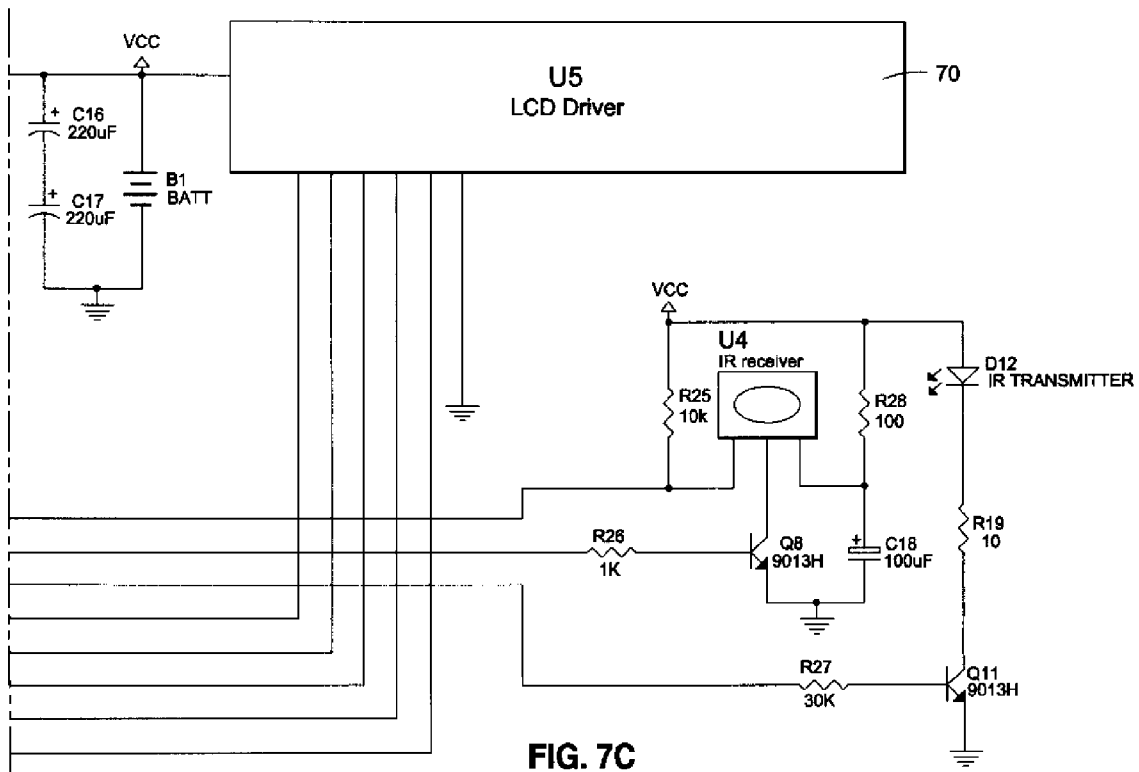 VCC
U5
LCD Driver
70
+
C16
220uF
+
C17
220uF
B1
BATT
VCC
U4
IR receiver
D12
IR TRANSMITTER
R25
10k
R28
100
R19
10
R26
1K
Q8
9013H
+
C18
100uF
R27
30K
Q11
9013H
FIG. 7C